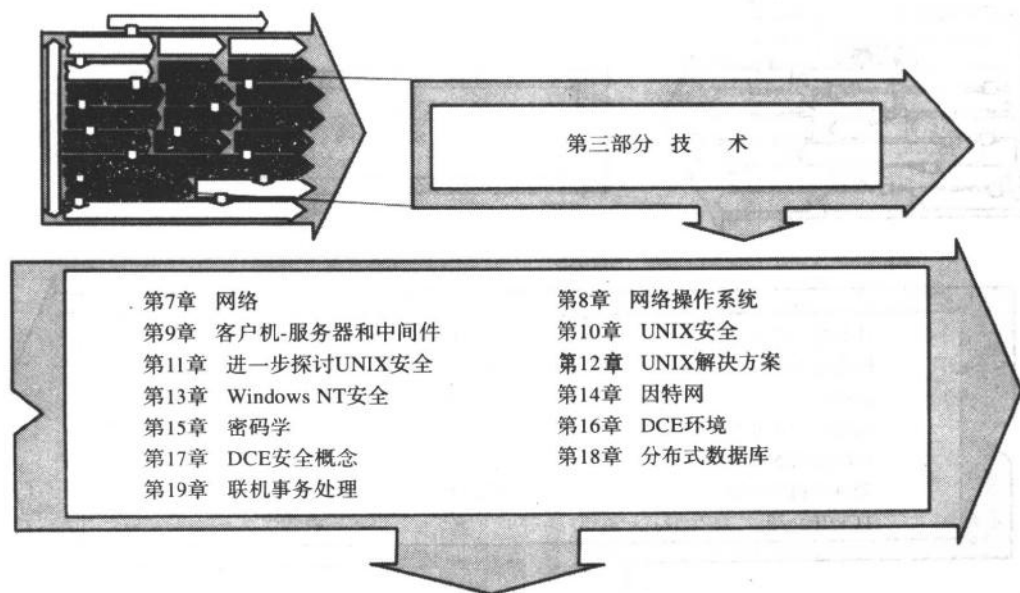 第三部分 技 术
第7章 网络
第8章 网络操作系统
第9章 客户机-服务器和中间件
第10章 UNIX安全
第11章 进一步探讨UNIX安全
第12章 UNIX解决方案
第13章 Windows NT安全
第14章 因特网
第15章 密码学
第16章 DCE环境
第17章 DCE安全概念
第18章 分布式数据库
第19章 联机事务处理